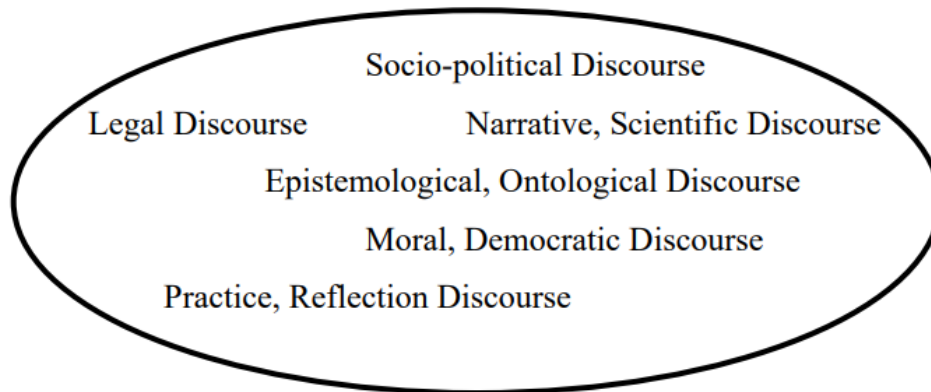 Socio-political Discourse
Legal Discourse
Narrative, Scientific Discourse
Epistemological, Ontological Discourse
Moral, Democratic Discourse
Practice, Reflection Discourse